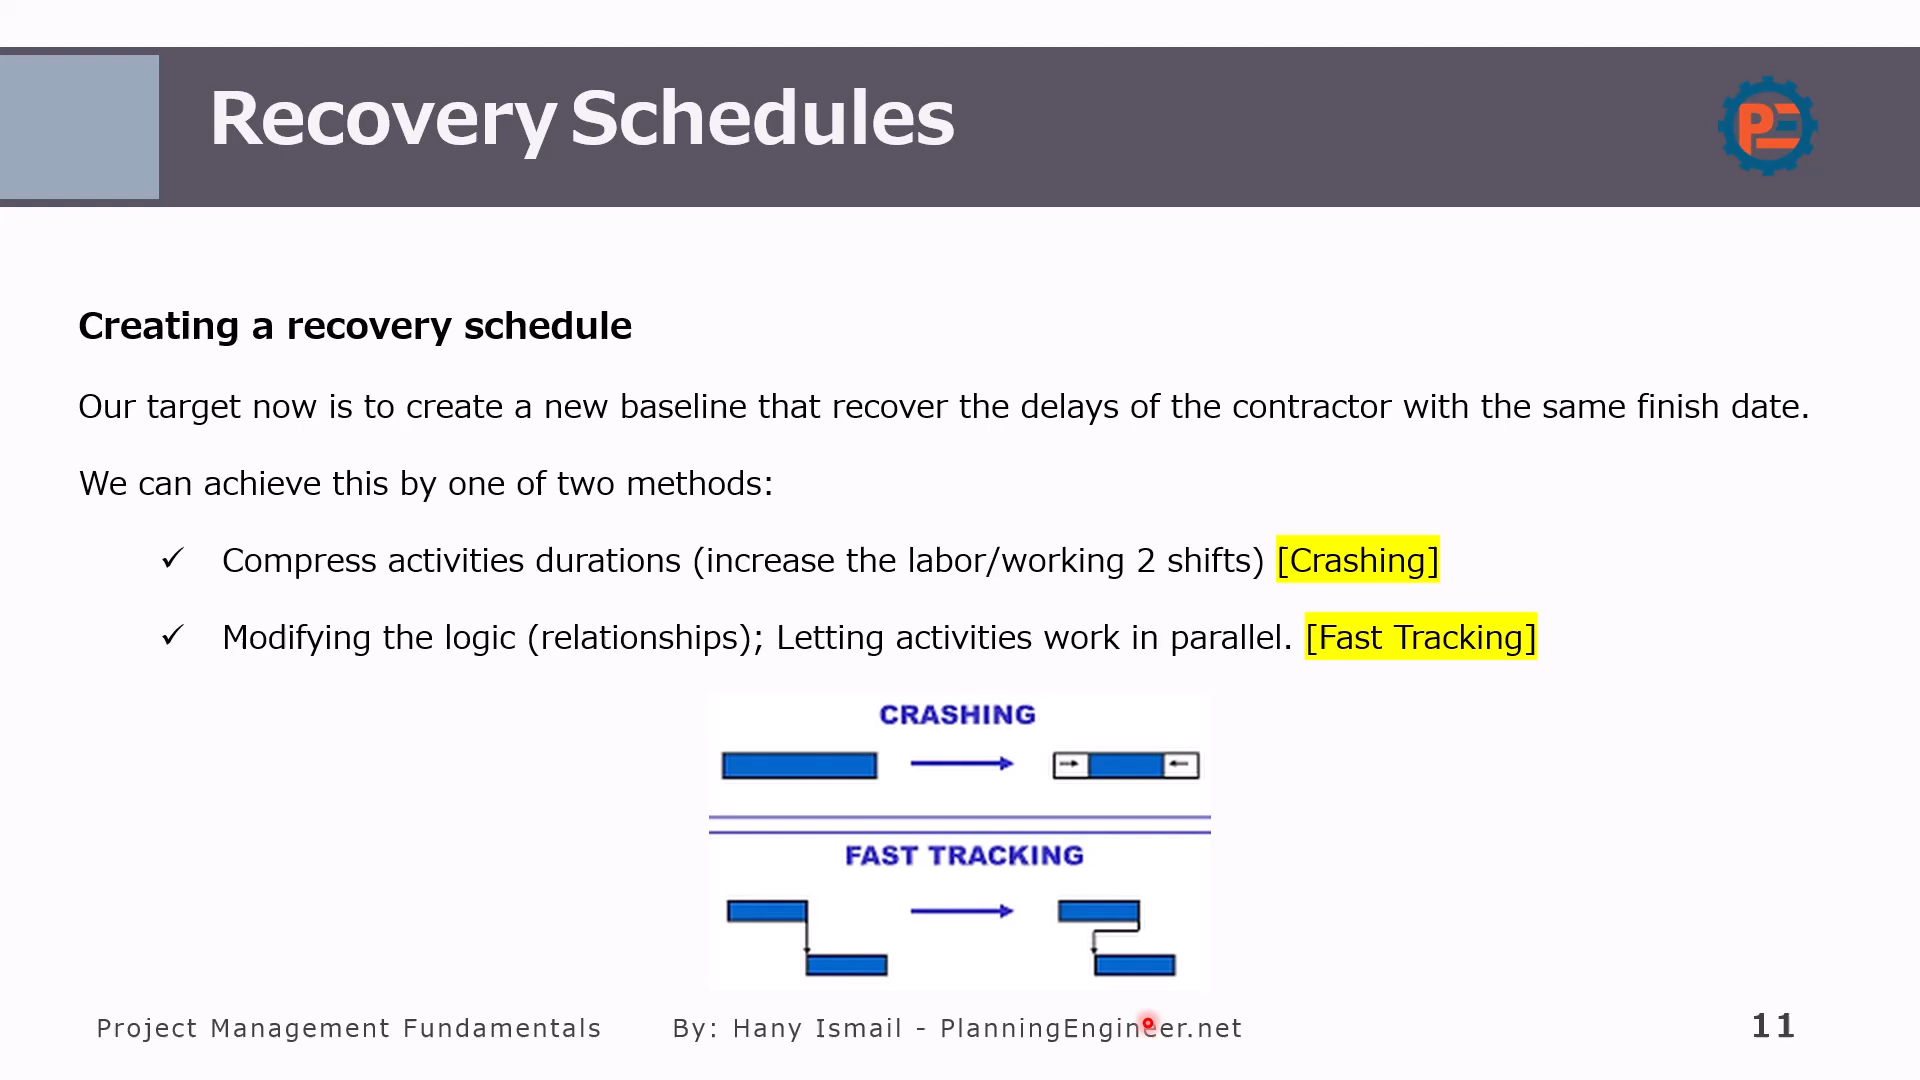 Recovery Schedules
PE
Creating a recovery schedule
Our target now is to create a new baseline that recover the delays of the contractor with the same finish date.
We can achieve this by one of two methods:
✓ Compress activities durations (increase the labor/working 2 shifts) [Crashing]
✓ Modifying the logic (relationships); Letting activities work in parallel. [Fast Tracking]
CRASHING
FAST TRACKING
Project Management Fundamentals By: Hany Ismail - PlanningEngineer.net 11